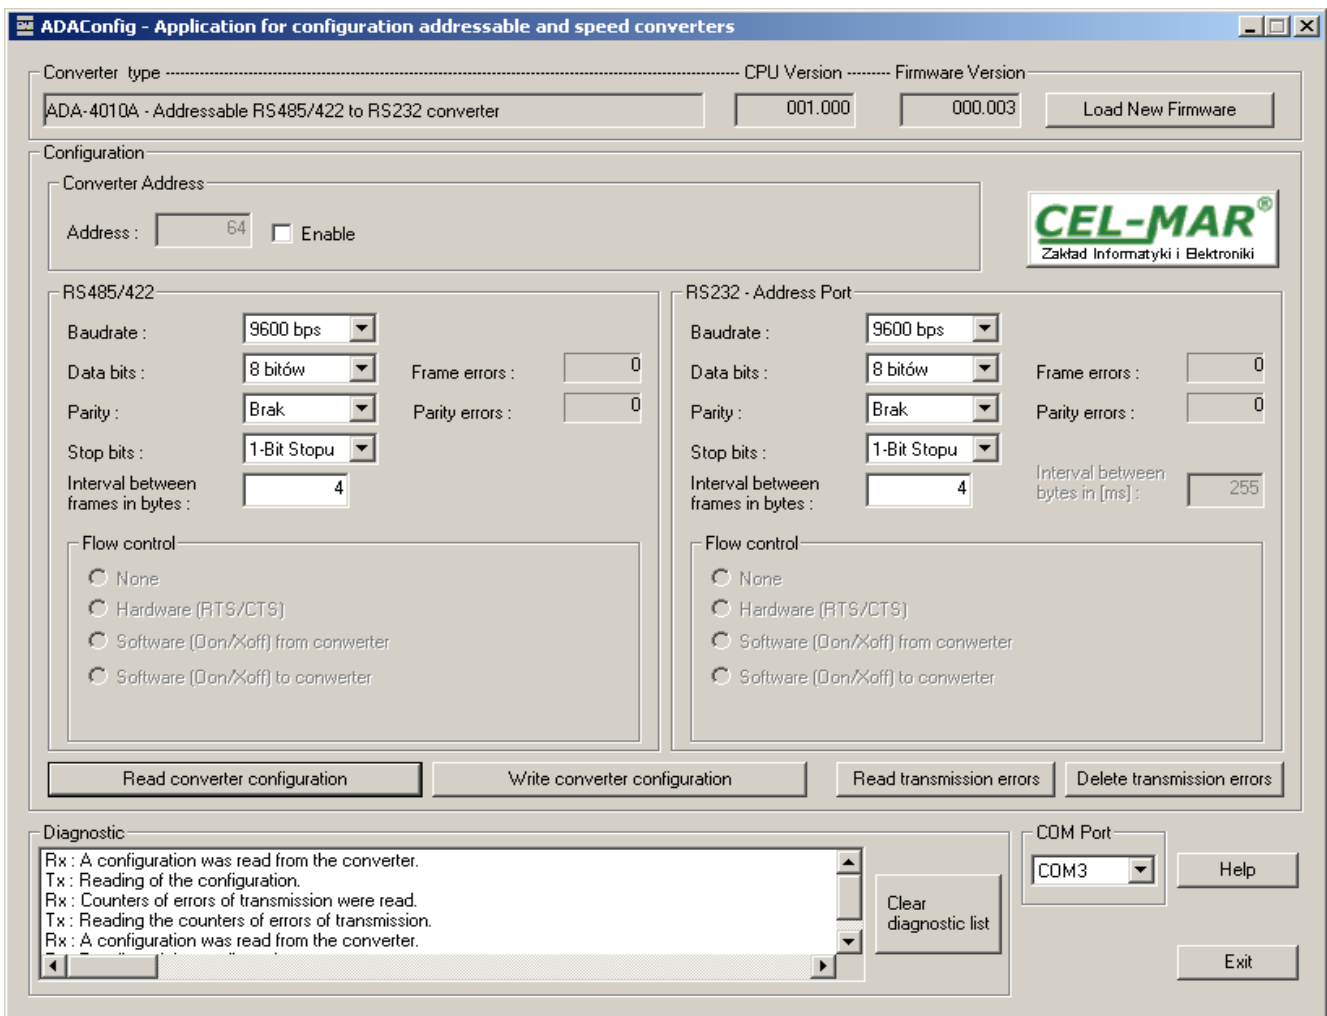 ADAConfig - Application for configuration addressable and speed converters
Converter type CPU Version Firmware Version
ADA-4010A - Addressable RS485/422 to RS232 converter 001.000 000.003 Load New Firmware
Configuration
Converter Address
Address : 64 Enable
CEL-MAR®
Zakład Informatyki i Elektroniki
RS485/422
Baudrate : 9600 bps
Data bits : 8 bitów Frame errors : 0
Parity : Brak Parity errors : 0
Stop bits : 1-Bit Stopu
Interval between
frames in bytes : 4
Flow control
None
Hardware (RTS/CTS)
Software (Oon/Xoff) from conwerter
Software (Oon/Xoff) to conwerter
RS232 - Address Port
Baudrate : 9600 bps
Data bits : 8 bitów Frame errors : 0
Parity : Brak Parity errors : 0
Stop bits : 1-Bit Stopu
Interval between
frames in bytes : 4
Interval between
bytes in [ms] : 255
Flow control
None
Hardware (RTS/CTS)
Software (Oon/Xoff) from conwerter
Software (Oon/Xoff) to conwerter
Read converter configuration Write converter configuration Read transmission errors Delete transmission errors
Diagnostic
Rx : A configuration was read from the converter.
Tx : Reading of the configuration.
Rx : Counters of errors of transmission were read.
Tx : Reading the counters of errors of transmission.
Rx : A configuration was read from the converter.
Clear
diagnostic list
COM Port
COM3
Help
Exit